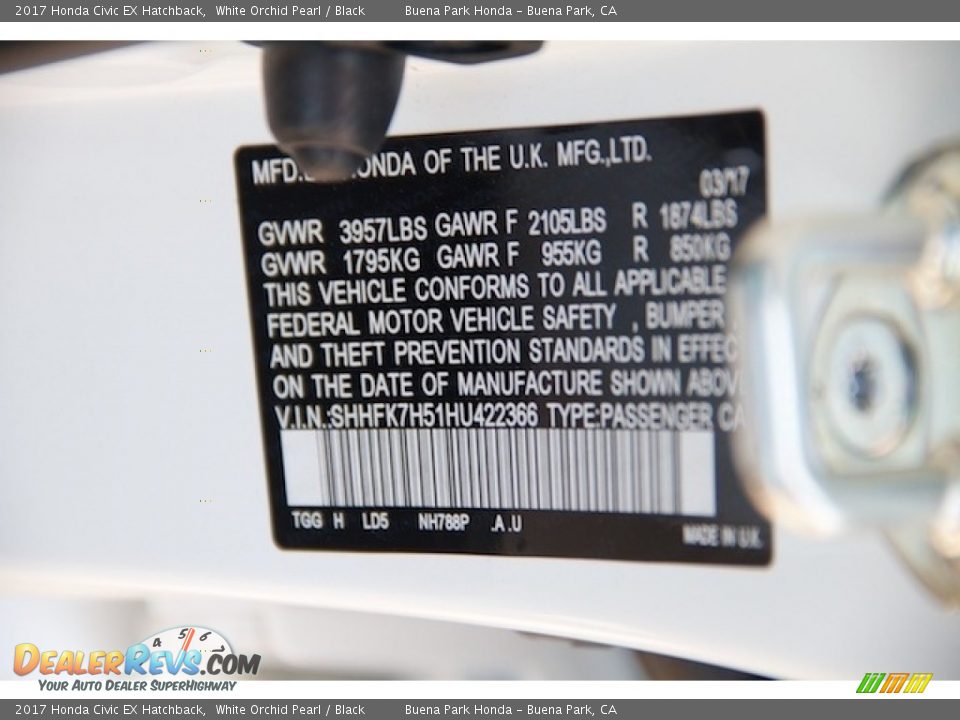 2017 Honda Civic EX Hatchback, White Orchid Pearl / Black Buena Park Honda - Buena Park, CA
MFD. HONDA OF THE U.K. MFG.,LTD.
03/17
GVWR 3957LBS GAWR F 2105LBS R 1874LBS
GVWR 1795KG GAWR F 955KG R 850KG
THIS VEHICLE CONFORMS TO ALL APPLICABLE
FEDERAL MOTOR VEHICLE SAFETY , BUMPER ,
AND THEFT PREVENTION STANDARDS IN EFFEC
ON THE DATE OF MANUFACTURE SHOWN ABOV
V.I.N.:SHHFK7H51HU422366 TYPE:PASSENGER CA
TGG H LD5 NH788P .A .U
MADE IN U.K.
4 5 6
DEALERREVS.COM
YOUR AUTO DEALER SUPERHIGHWAY
2017 Honda Civic EX Hatchback, White Orchid Pearl / Black Buena Park Honda - Buena Park, CA